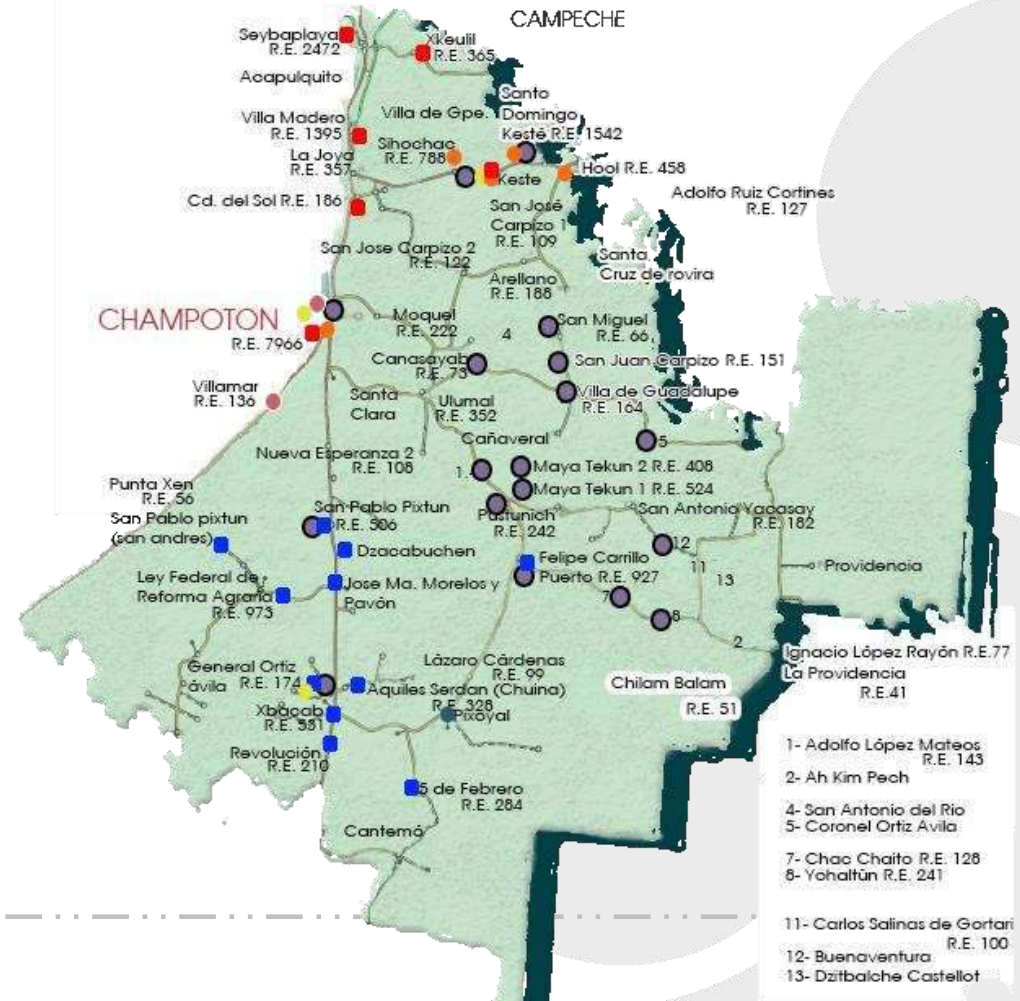 CAMPECHE
Seybaplaya
R.E. 2472
Xkeulil
R.E. 365
Acapulquito
Santo
Domingo
Kesté R.E. 1542
Villa Madero
R.E. 1395
Villa de Gpe.
Sihochac
R.E. 788
La Joya
R.E. 357
Keste
Hool R.E. 458
Cd. del Sol R.E. 186
Adolfo Ruiz Cortines
R.E. 127
San José
Carpizo 1
R.E. 109
San Jose Carpizo 2
R.E. 122
Santa
Cruz de rovira
Arellano
R.E. 188
CHAMPOTON
R.E. 7966
Moquel
R.E. 222
4
San Miguel
R.E. 66
Canasayab
R.E. 73
San Juan Carpizo R.E. 151
Villamar
R.E. 136
Santa
Clara
Ulumal
R.E. 352
Villa de Guadalupe
R.E. 164
Cañaveral
5
Nueva Esperanza 2
R.E. 108
1.
Maya Tekun 2 R.E. 408
Maya Tekun 1 R.E. 524
Punta Xen
R.E. 56
San Pablo Pixtun
R.E. 506
Pustunich
R.E. 242
San Antonio Yacasay
R.E. 182
San Pablo pixtun
(san andres)
Dzacabuchen
12
Felipe Carrillo
Puerto R.E. 927
11
13
Providencia
Ley Federal de
Reforma Agraria
R.E. 973
Jose Ma. Morelos y
Pavón
7
8
2
Ignacio López Rayón R.E.77
La Providencia
R.E.41
General Ortiz
R.E. 174
ávila
Lázaro Cárdenas
R.E. 99
Aquiles Serdan (Chuina)
R.E. 328
Chilam Balam
R.E. 51
Xbacab
R.E. 531
Pixoyal
Revolución
R.E. 210
5 de Febrero
R.E. 284
Cantemó
1- Adolfo López Mateos
R.E. 143
2- Ah Kim Pech
4- San Antonio del Rio
5- Coronel Ortiz Avila
7- Chac Chaito R.E. 128
8- Yohaltún R.E. 241
11- Carlos Salinas de Gortari
R.E. 100
12- Buenaventura
13- Dzitbalche Castellot